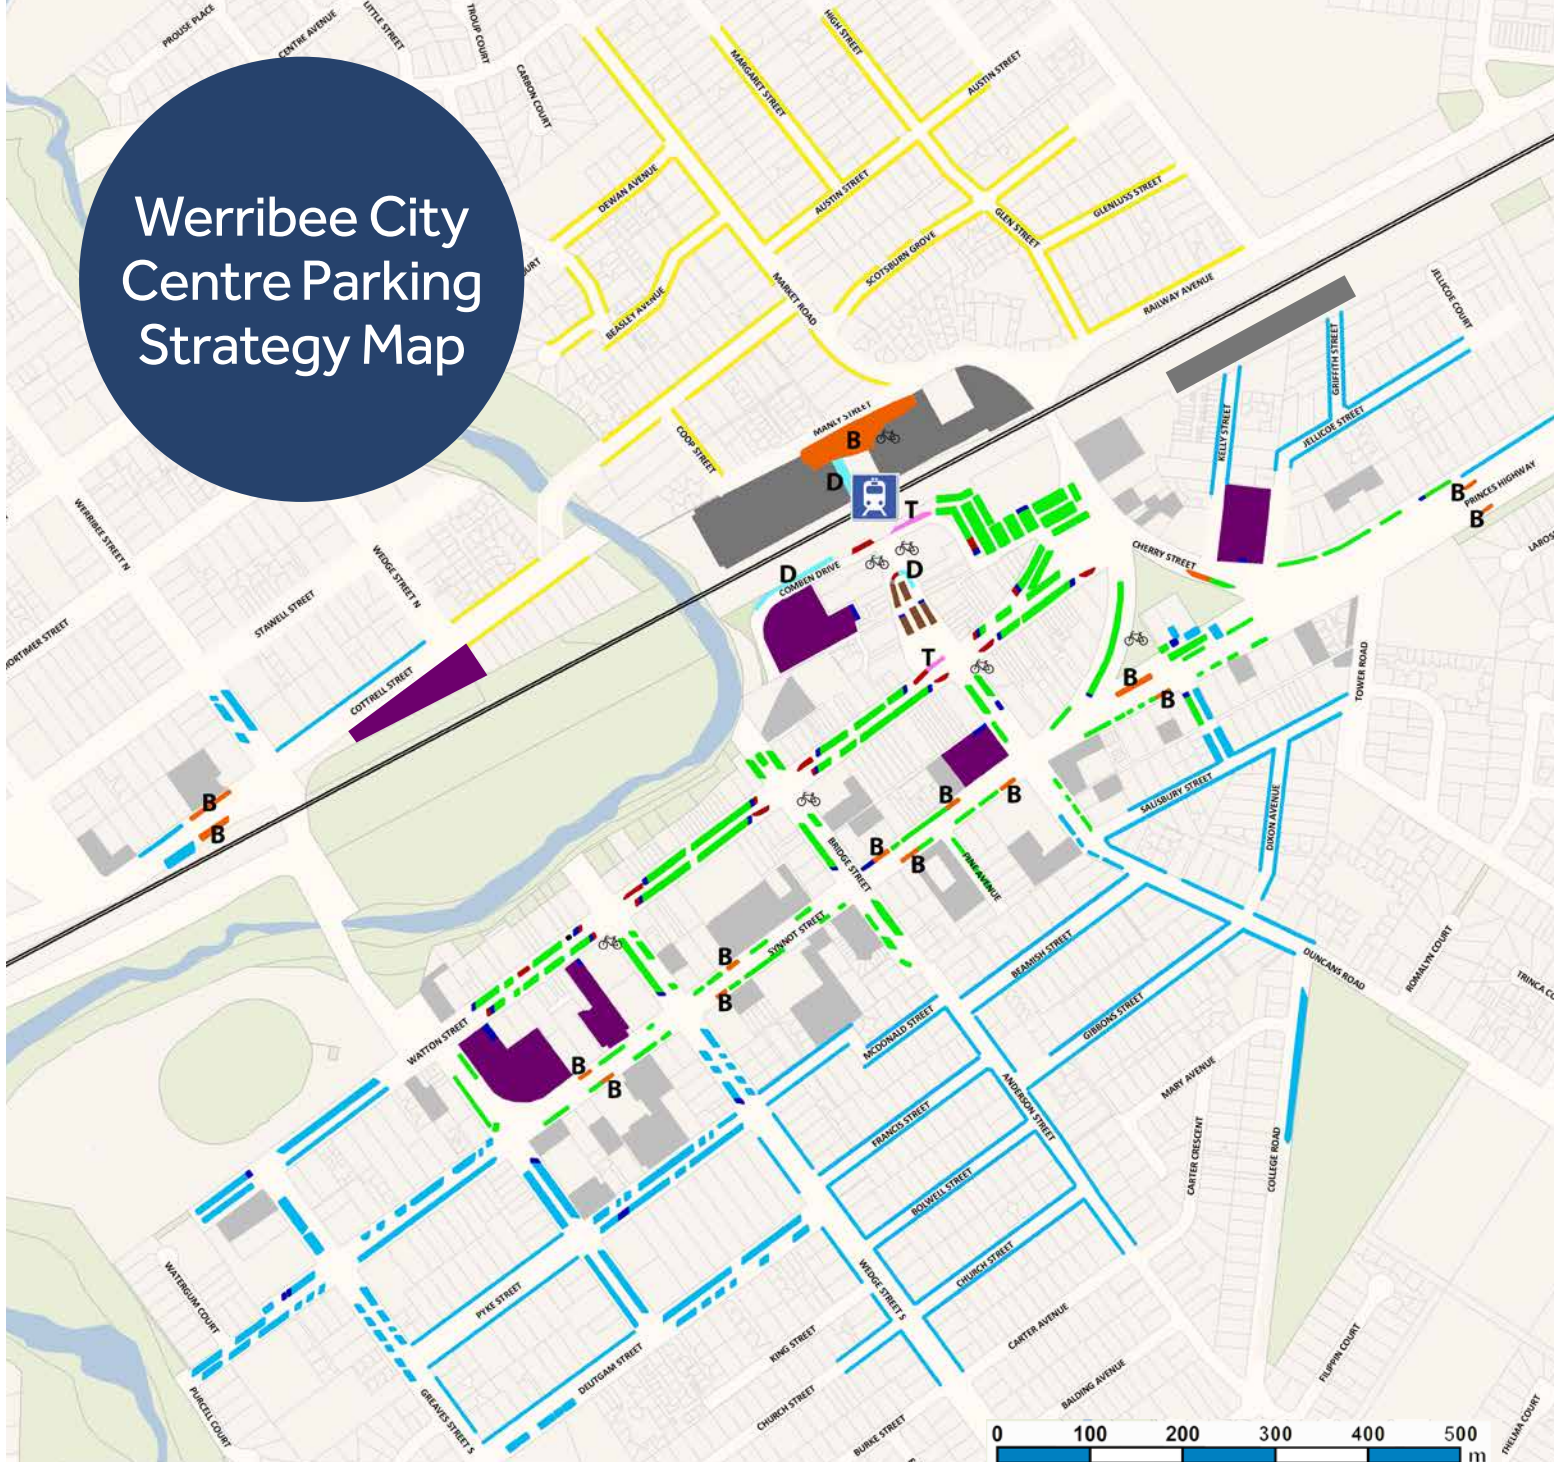 PROUSE PLACE
CENTRE AVENUE
LITTLE STREET
TROUP COURT
CARBON COURT
Werribee City
Centre Parking
Strategy Map
MARGARET STREET
HIGH STREET
AUSTIN STREET
DEWAN AVENUE
AUSTIN STREET
GLENLUSS STREET
GLEN STREET
SCOTSBURN GROVE
BEASLEY AVENUE
MARKET ROAD
RAILWAY AVENUE
JELLICOE COURT
GRIFFITH STREET
KELLY STREET
JELLICOE STREET
MANLY STREET
COOP STREET
B
D
T
B
PRINCES HIGHWAY
B
WERRIBEE STREET N
WEDGE STREET N
STAWELL STREET
CHERRY STREET
D
COMBEN DRIVE
D
T
COTTRELL STREET
B
B
TOWER ROAD
B
B
B
B
SALISBURY STREET
DIXON AVENUE
BRIDGE STREET
B
B
PINE AVENUE
SYNNOT STREET
B
B
BEAMISH STREET
DUNCANS ROAD
ROMALYN COURT
WATTON STREET
MCDONALD STREET
GIBBONS STREET
B
B
ANDERSON STREET
MARY AVENUE
FRANCIS STREET
CARTER CRESCENT
COLLEGE ROAD
BOLWELL STREET
CHURCH STREET
WATERGUM COURT
PYKE STREET
WEDGE STREET S
DEUTGAM STREET
KING STREET
CARTER AVENUE
FILIPPIN COURT
PURCELL COURT
GREAVES STREET S
CHURCH STREET
BURKE STREET
BALDING AVENUE
THELMA COURT
0 100 200 300 400 500
m